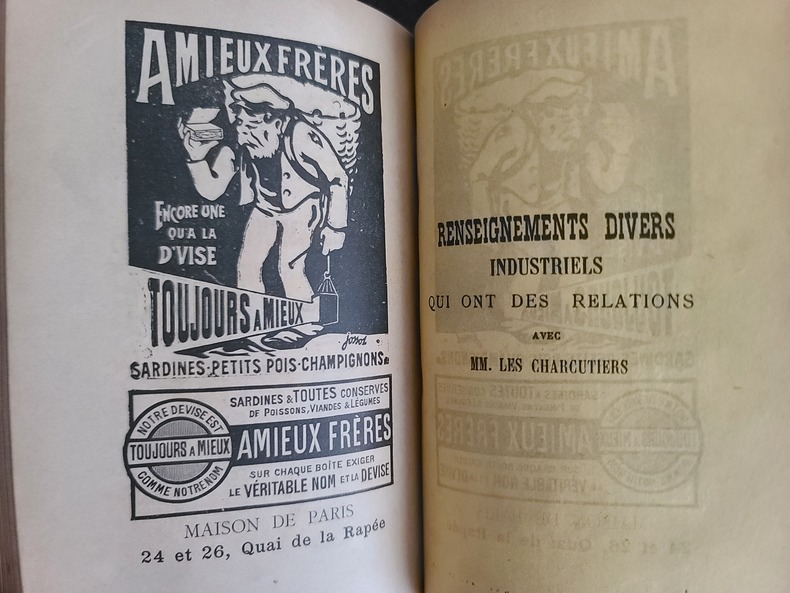 AMIEUX FRÈRES
ENCORE UNE
QU'A LA
D'VISE
TOUJOURS A MIEUX
Jossot
SARDINES-PETITS POIS-CHAMPIGNONS &
NOTRE DEVISE EST
TOUJOURS A MIEUX
COMME NOTRE NOM
SARDINES & TOUTES CONSERVES
DE POISSONS, VIANDES & LÉGUMES
AMIEUX FRÈRES
SUR CHAQUE BOÎTE EXIGER
LE VÉRITABLE NOM ET LA DEVISE
MAISON DE PARIS
24 et 26, Quai de la Rapée
RENSEIGNEMENTS DIVERS
INDUSTRIELS
QUI ONT DES RELATIONS
AVEC
MM. LES CHARCUTIERS